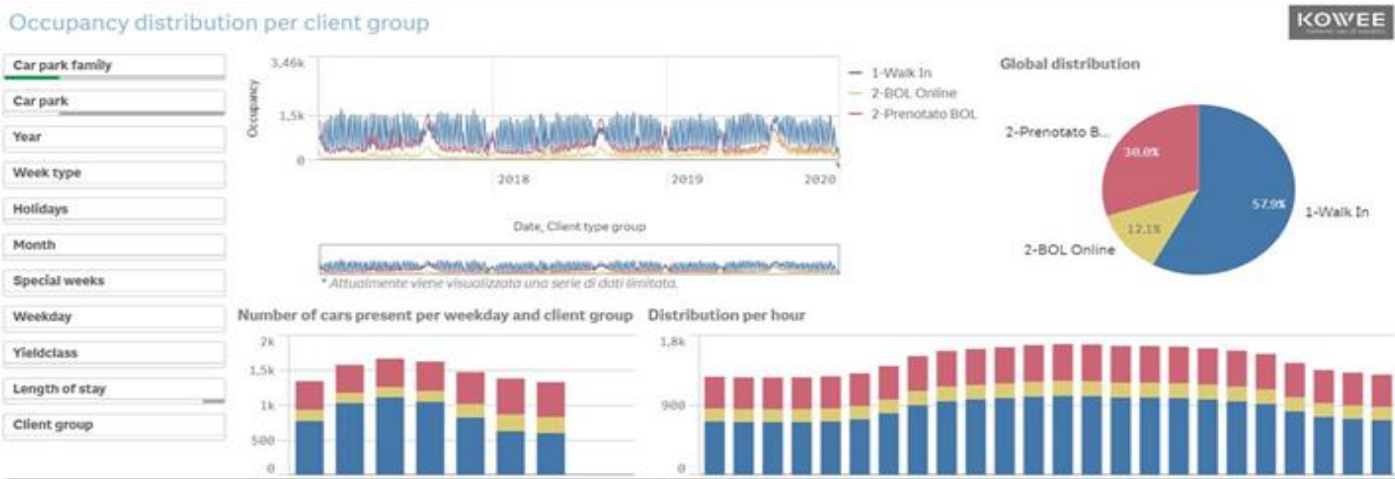 Occupancy distribution per client group
KOWEE
Car park family
Car park
Year
Week type
Holidays
Month
Special weeks
Weekday
Yieldclass
Length of stay
Client group
Occupancy
3,46k
1,5k
0
2018
2019
2020
Date, Client type group
* Attualmente viene visualizzata una serie di dati limitata.
1-Walk In
2-BOL Online
2-Prenotato BOL
Global distribution
2-Prenotato B...
30.0%
57.9%
1-Walk In
12.1%
2-BOL Online
Number of cars present per weekday and client group
2k
1,5k
1k
500
0
Distribution per hour
1,8k
900
0